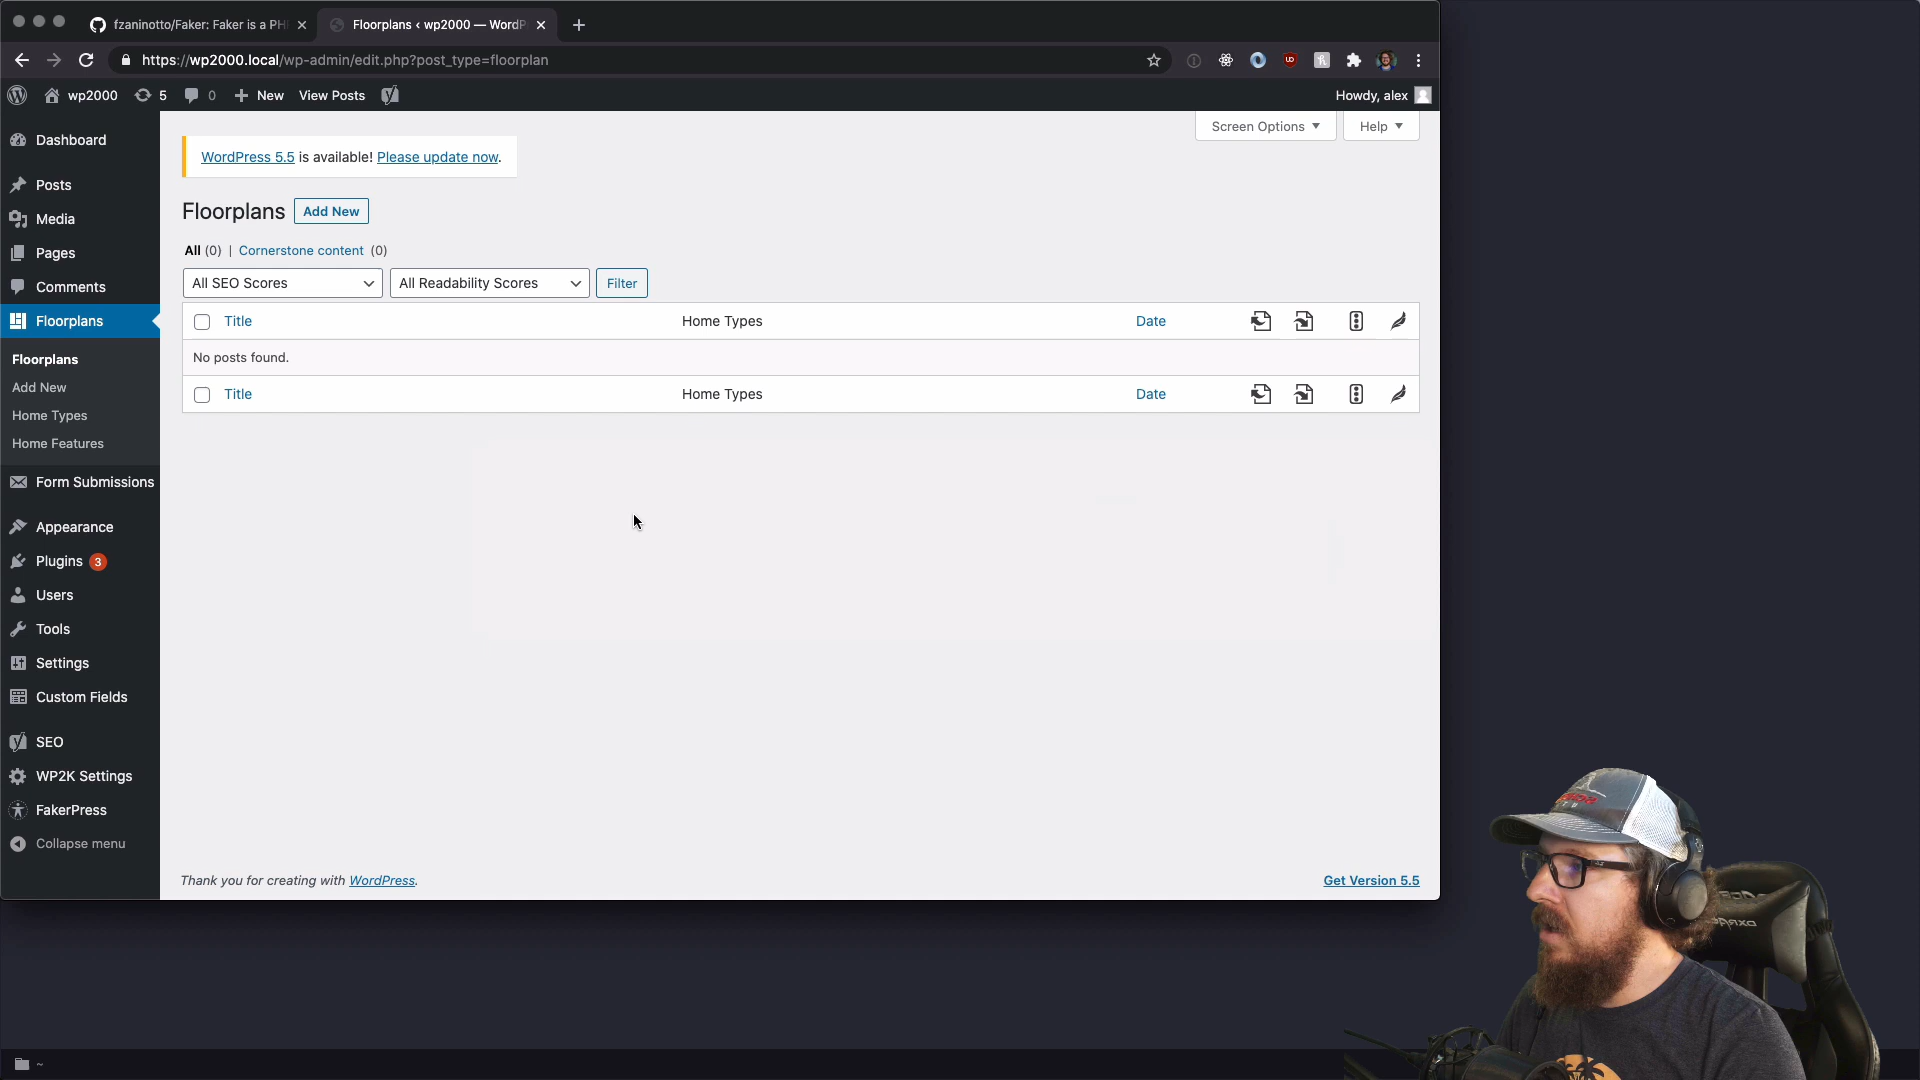 fzaninotto/Faker: Faker is a PH
Floorplans ‹ wp2000 — WordP
https://wp2000.local/wp-admin/edit.php?post_type=floorplan
wp2000
5
0
New
View Posts
Howdy, alex
Screen Options
Help
Dashboard
Posts
Media
Pages
Comments
Floorplans
Floorplans
Add New
Home Types
Home Features
Form Submissions
Appearance
Plugins 3
Users
Tools
Settings
Custom Fields
SEO
WP2K Settings
FakerPress
Collapse menu
WordPress 5.5 is available! Please update now.
Floorplans Add New
All (0) | Cornerstone content (0)
All SEO Scores
All Readability Scores
Filter
Title Home Types Date
No posts found.
Title Home Types Date
Thank you for creating with WordPress.
Get Version 5.5
~